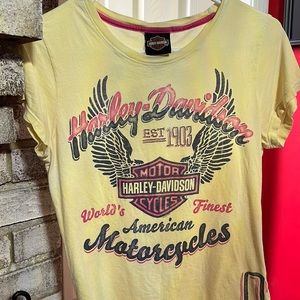 Harley-Davidson
EST 1903
MOTOR
HARLEY-DAVIDSON
CYCLES
World's Finest
American
Motorcycles